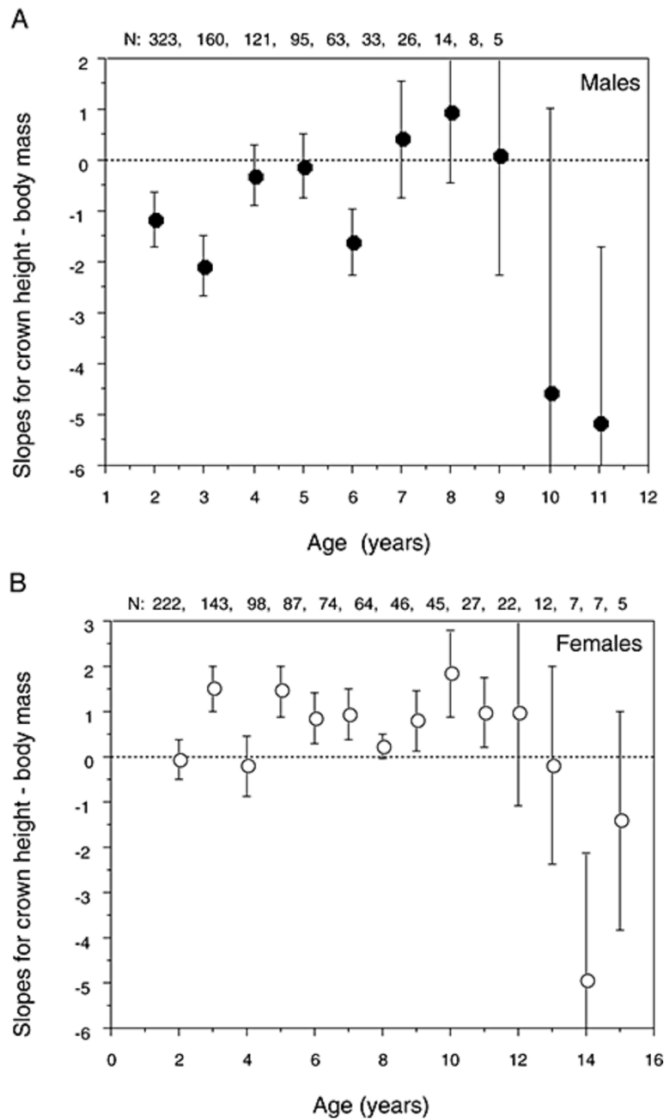 A
N: 323, 160, 121, 95, 63, 33, 26, 14, 8, 5
Males
2
1
0
-1
-2
-3
-4
-5
-6
Slopes for crown height - body mass
1 2 3 4 5 6 7 8 9 10 11 12
Age (years)
B
N: 222, 143, 98, 87, 74, 64, 46, 45, 27, 22, 12, 7, 7, 5
Females
3
2
1
0
-1
-2
-3
-4
-5
-6
Slopes for crown height - body mass
0 2 4 6 8 10 12 14 16
Age (years)